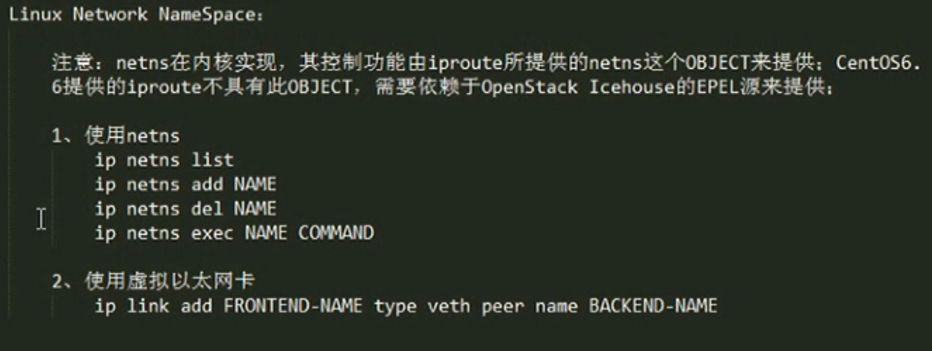 Linux Network NameSpace:
注意：netns在内核实现，其控制功能由iproute所提供的netns这个OBJECT来提供；CentOS6.
6提供的iproute不具有此OBJECT，需要依赖于OpenStack Icehouse的EPEL源来提供；
1、使用netns
ip netns list
ip netns add NAME
ip netns del NAME
ip netns exec NAME COMMAND
2、使用虚拟以太网卡
ip link add FRONTEND-NAME type veth peer name BACKEND-NAME